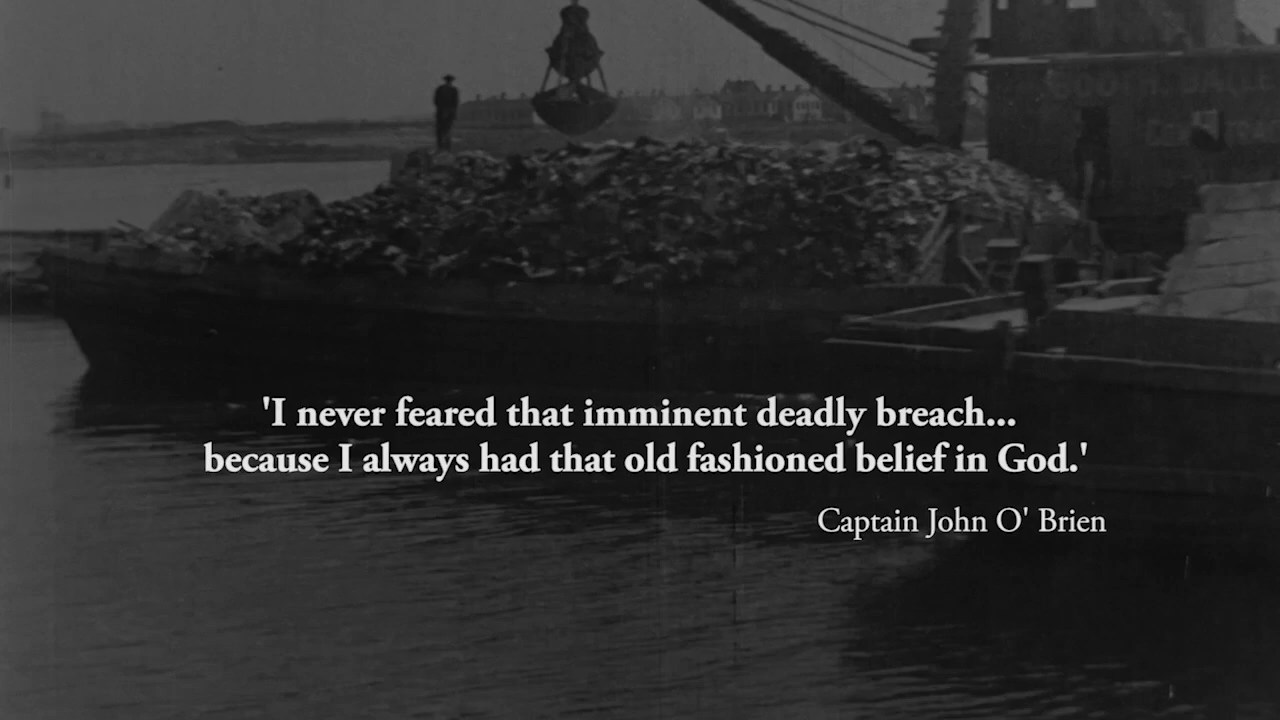 'I never feared that imminent deadly breach...
because I always had that old fashioned belief in God.'
Captain John O' Brien